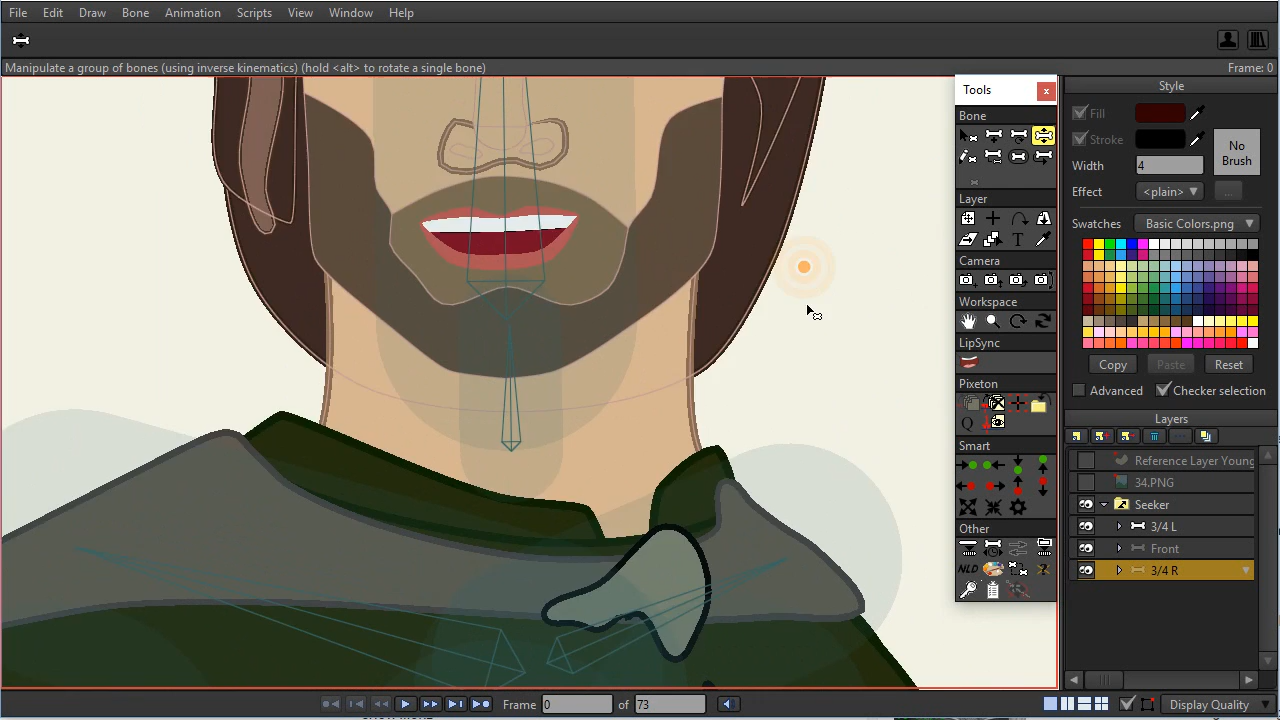 File Edit Draw Bone Animation Scripts View Window Help
Manipulate a group of bones (using inverse kinematics) (hold <alt> to rotate a single bone) Frame: 0
Tools x
Bone
Layer
T
Camera
Workspace
LipSync
Pixeton
Q
Smart
Other
NLD
Style
Fill
Stroke
No Brush
Width 4
Effect <plain> ...
Swatches Basic Colors.png
Copy Paste Reset
Advanced Checker selection
Layers
Reference Layer Young
34.PNG
Seeker
3/4 L
Front
3/4 R
Frame 0 of 73 Display Quality